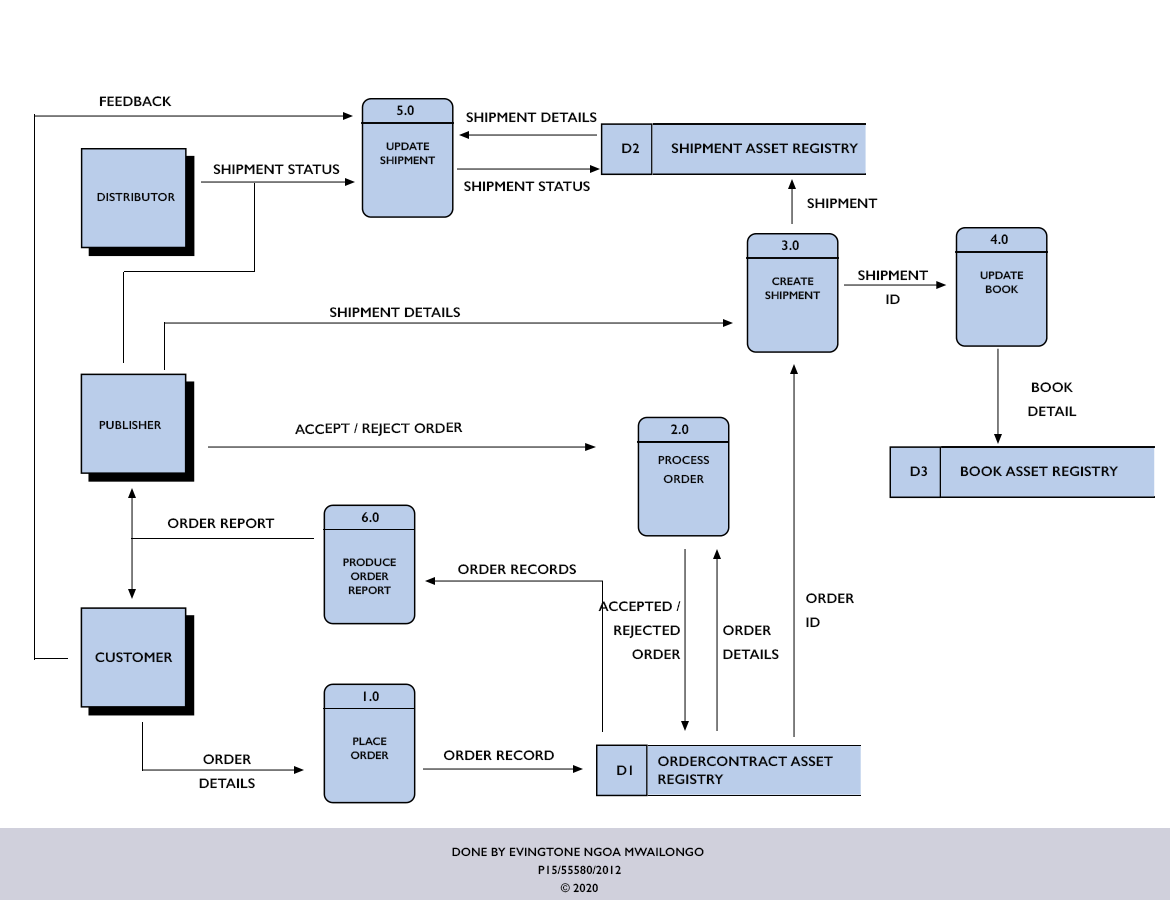 FEEDBACK
5.0
UPDATE
SHIPMENT
SHIPMENT DETAILS
D2
SHIPMENT ASSET REGISTRY
DISTRIBUTOR
SHIPMENT STATUS
SHIPMENT STATUS
SHIPMENT
3.0
CREATE
SHIPMENT
SHIPMENT
ID
4.0
UPDATE
BOOK
SHIPMENT DETAILS
BOOK
DETAIL
PUBLISHER
ACCEPT / REJECT ORDER
2.0
PROCESS
ORDER
D3
BOOK ASSET REGISTRY
ORDER REPORT
6.0
PRODUCE
ORDER
REPORT
ORDER RECORDS
ACCEPTED /
REJECTED
ORDER
ORDER
DETAILS
ORDER
ID
CUSTOMER
1.0
PLACE
ORDER
ORDER
DETAILS
ORDER RECORD
D1
ORDERCONTRACT ASSET
REGISTRY
DONE BY EVINGTONE NGOA MWAILONGO
P15/55580/2012
© 2020